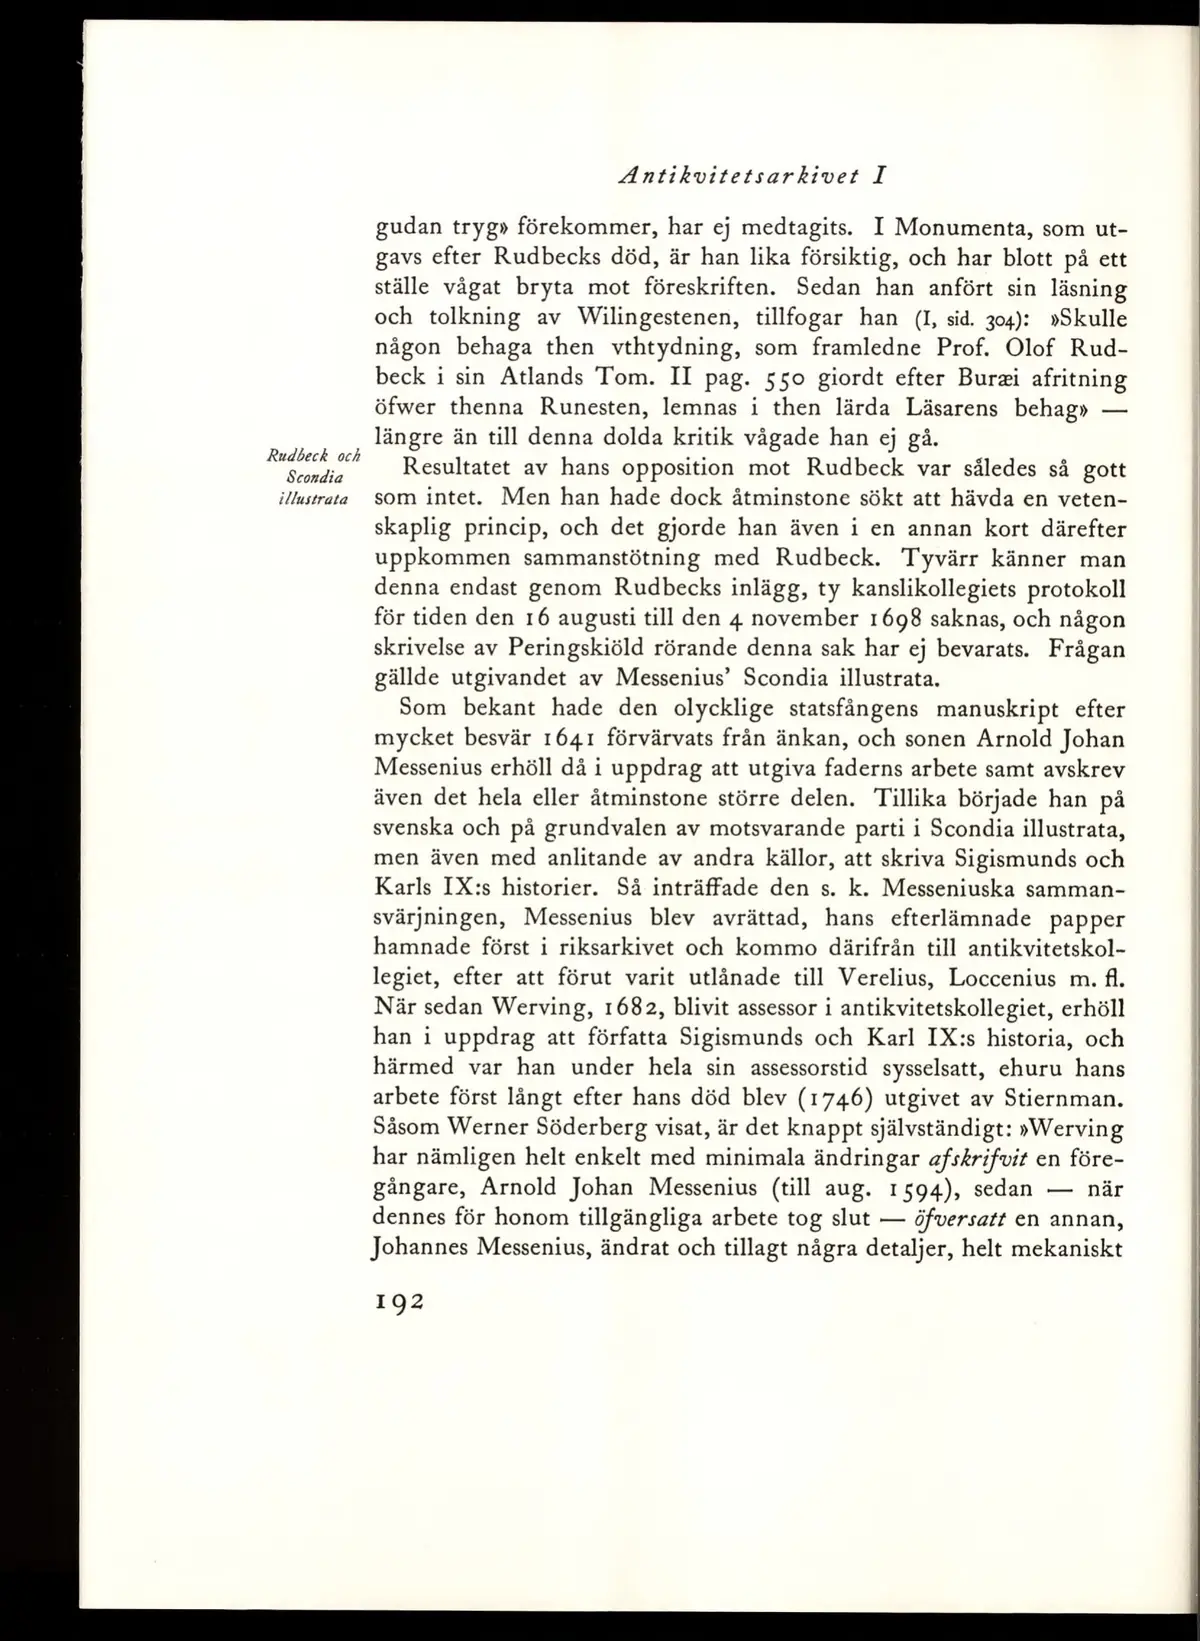 Antikvitetsarkivet I
gudan tryg» förekommer, har ej medtagits. I Monumenta, som ut-
gavs efter Rudbecks död, är han lika försiktig, och har blott på ett
ställe vågat bryta mot föreskriften. Sedan han anfört sin läsning
och tolkning av Wilingestenen, tillfogar han (I, sid. 304): »Skulle
någon behaga then vthtydning, som framledne Prof. Olof Rud-
beck i sin Atlands Tom. II pag. 550 giordt efter Buræi afritning
öfwer thenna Runesten, lemnas i then lärda Läsarens behag» —
längre än till denna dolda kritik vågade han ej gå.
Rudbeck och
Scondia
illustrata
Resultatet av hans opposition mot Rudbeck var således så gott
som intet. Men han hade dock åtminstone sökt att hävda en veten-
skaplig princip, och det gjorde han även i en annan kort därefter
uppkommen sammanstötning med Rudbeck. Tyvärr känner man
denna endast genom Rudbecks inlägg, ty kanslikollegiets protokoll
för tiden den 16 augusti till den 4 november 1698 saknas, och någon
skrivelse av Peringskiöld rörande denna sak har ej bevarats. Frågan
gällde utgivandet av Messenius’ Scondia illustrata.
Som bekant hade den olycklige statsfångens manuskript efter
mycket besvär 1641 förvärvats från änkan, och sonen Arnold Johan
Messenius erhöll då i uppdrag att utgiva faderns arbete samt avskrev
även det hela eller åtminstone större delen. Tillika började han på
svenska och på grundvalen av motsvarande parti i Scondia illustrata,
men även med anlitande av andra källor, att skriva Sigismunds och
Karls IX:s historier. Så inträffade den s. k. Messeniuska samman-
svärjningen, Messenius blev avrättad, hans efterlämnade papper
hamnade först i riksarkivet och kommo därifrån till antikvitetskol-
legiet, efter att förut varit utlånade till Verelius, Loccenius m. fl.
När sedan Werving, 1682, blivit assessor i antikvitetskollegiet, erhöll
han i uppdrag att författa Sigismunds och Karl IX:s historia, och
härmed var han under hela sin assessorstid sysselsatt, ehuru hans
arbete först långt efter hans död blev (1746) utgivet av Stiernman.
Såsom Werner Söderberg visat, är det knappt självständigt: »Werving
har nämligen helt enkelt med minimala ändringar afskrifvit en före-
gångare, Arnold Johan Messenius (till aug. 1594), sedan — när
dennes för honom tillgängliga arbete tog slut — öfversatt en annan,
Johannes Messenius, ändrat och tillagt några detaljer, helt mekaniskt
192